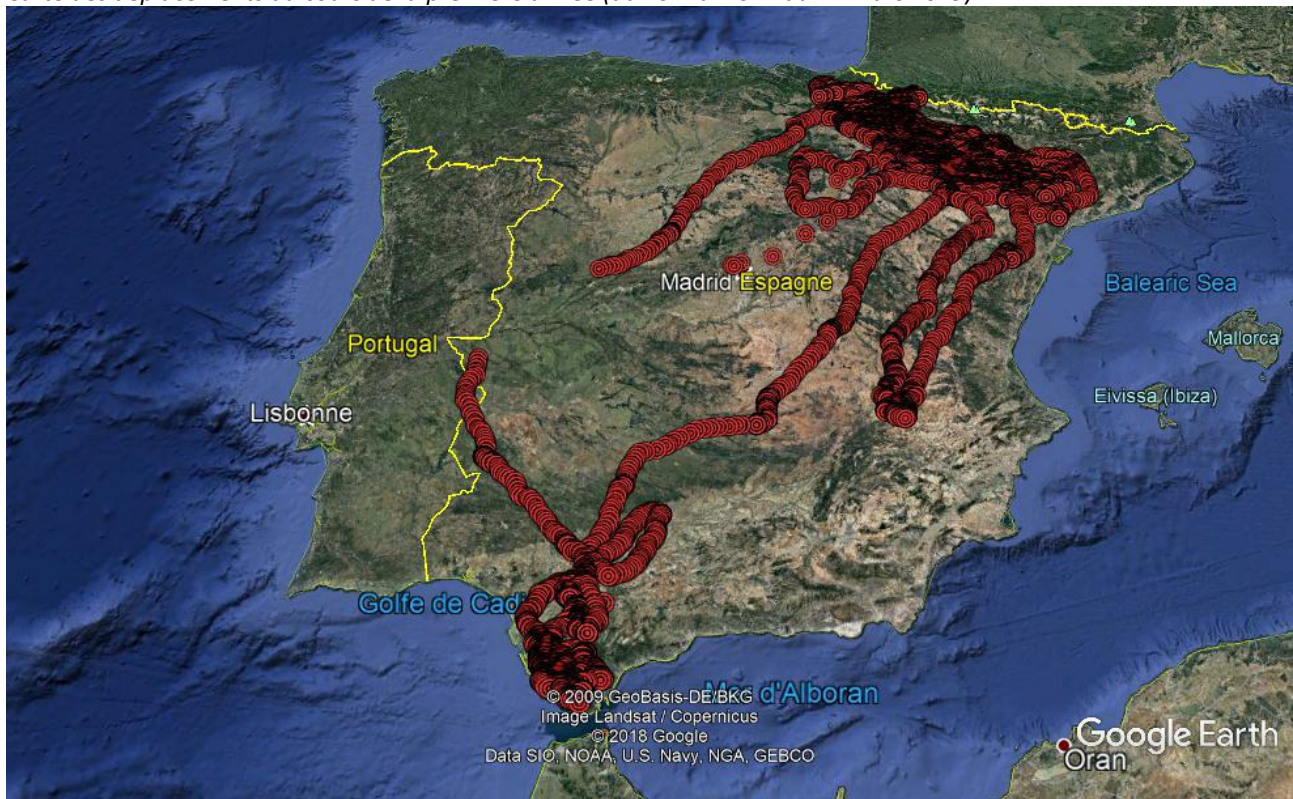 Madrid Espagne
Balearic Sea
Mallorca
Portugal
Eivissa (Ibiza)
Lisbonne
Golfe de Cadi
Mer d'Alboran
© 2009 GeoBasis-DE/BKG
Image Landsat / Copernicus
© 2018 Google
Data SIO, NOAA, U.S. Navy, NGA, GEBCO
Google Earth
Oran